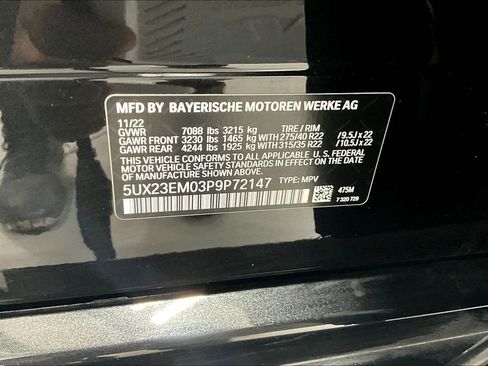 MFD BY BAYERISCHE MOTOREN WERKE AG
11/22
GVWR 7088 lbs 3215 kg TIRE / RIM
GAWR FRONT 3230 lbs 1465 kg WITH 275/40 R22 / 9.5J x 22
GAWR REAR 4244 lbs 1925 kg WITH 315/35 R22 / 10.5J x 22
THIS VEHICLE CONFORMS TO ALL APPLICABLE U.S. FEDERAL
MOTOR VEHICLE SAFETY STANDARDS IN EFFECT ON THE
DATE OF MANUFACTURE SHOWN ABOVE.
5UX23EM03P9P72147 TYPE: MPV
475M
7 320 729